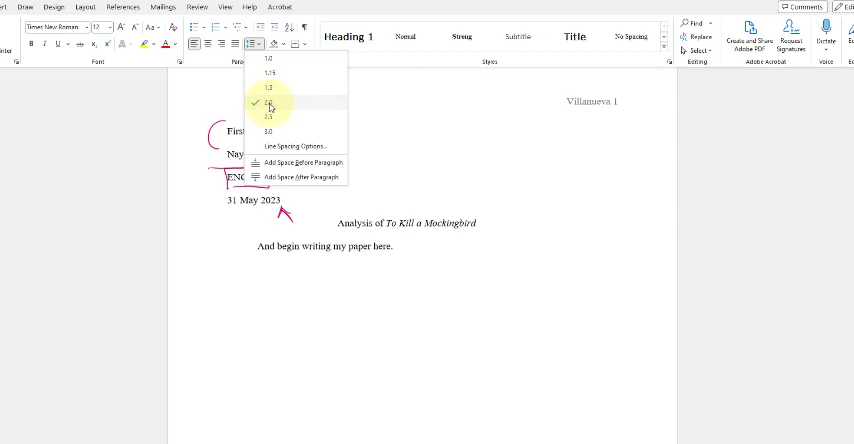 Draw Design Layout References Mailings Review View Help Acrobat Comments
Times New Roman 12 A A Aa A Heading 1 Normal Strong Subtitle Title No Spacing Find Create and Share Adobe PDF Request Signatures Dictate
B I U ab x₂ x² A A Replace
Select
Font Styles Editing Adobe Acrobat Voice
1.0
1.15
1.5
2.0
2.5
3.0
Line Spacing Options...
Add Space Before Paragraph
Add Space After Paragraph
Villanueva 1
First
Nay
ENG
31 May 2023
Analysis of To Kill a Mockingbird
And begin writing my paper here.